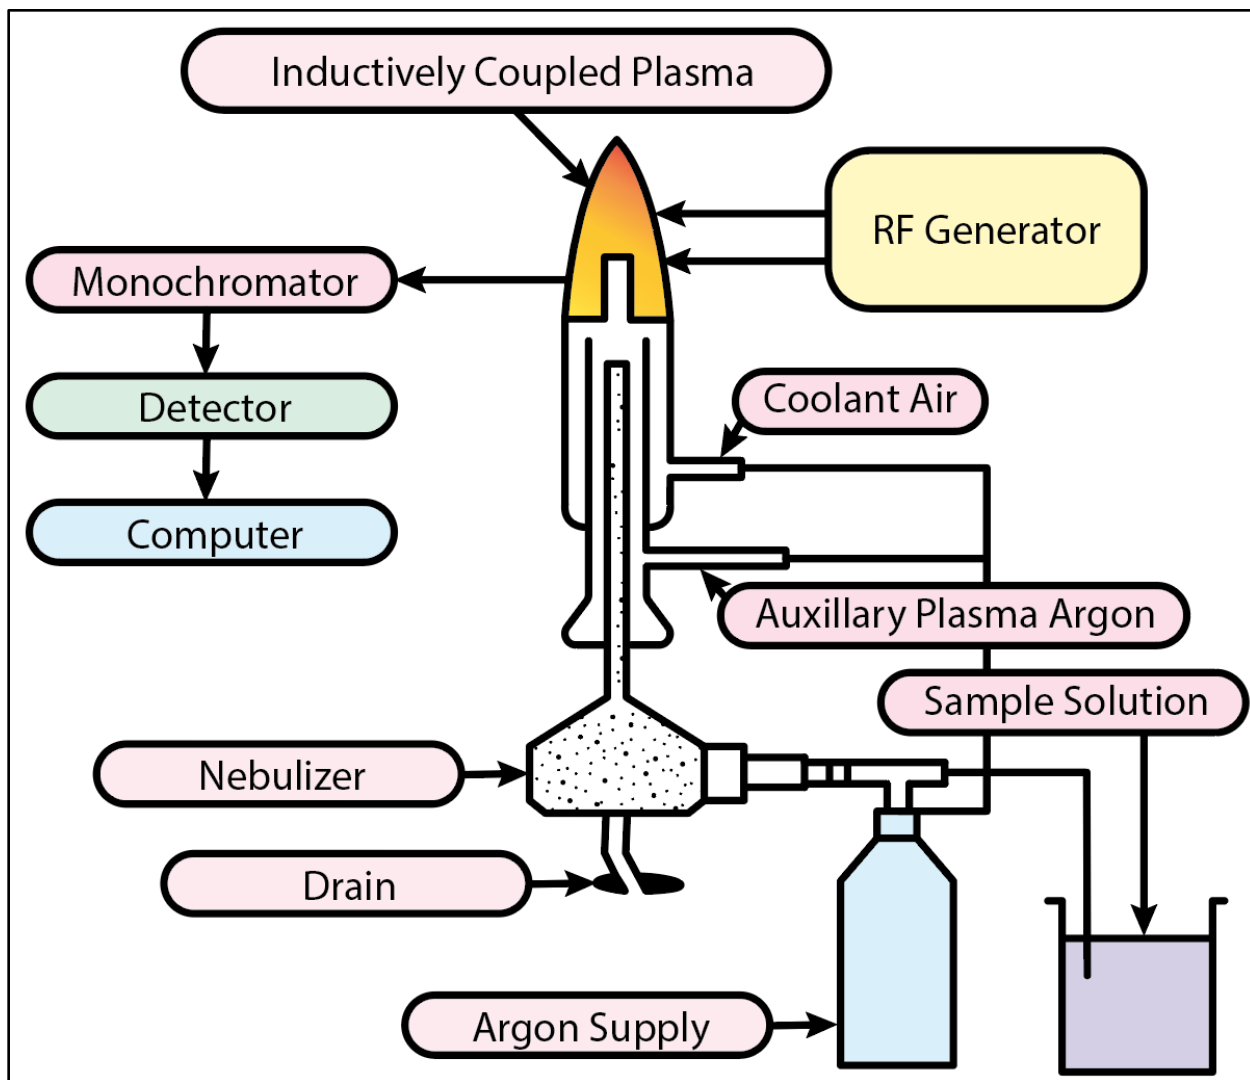 Inductively Coupled Plasma
RF Generator
Monochromator
Detector
Coolant Air
Computer
Auxillary Plasma Argon
Sample Solution
Nebulizer
Drain
Argon Supply